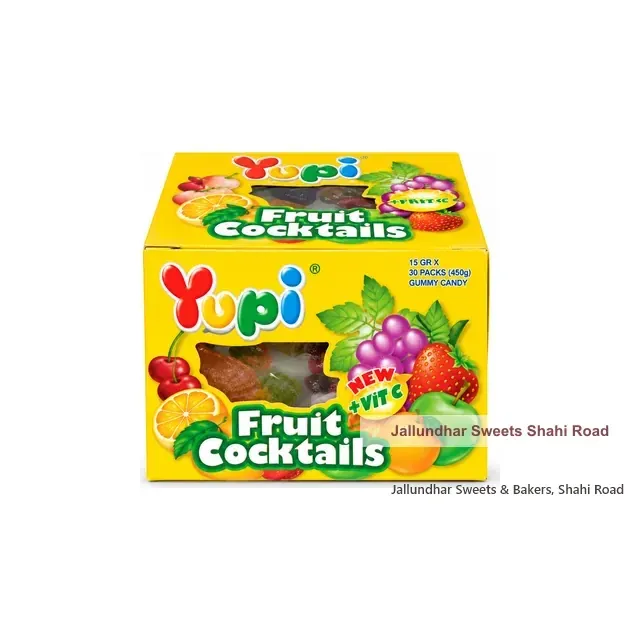 Yupi
Fruit
Cocktails
15 GR X
30 PACKS (450g)
GUMMY CANDY
Yupi®
NEW
+ViT C
Fruit
Cocktails
Jallundhar Sweets Shahi Road
Jallundhar Sweets & Bakers, Shahi Road